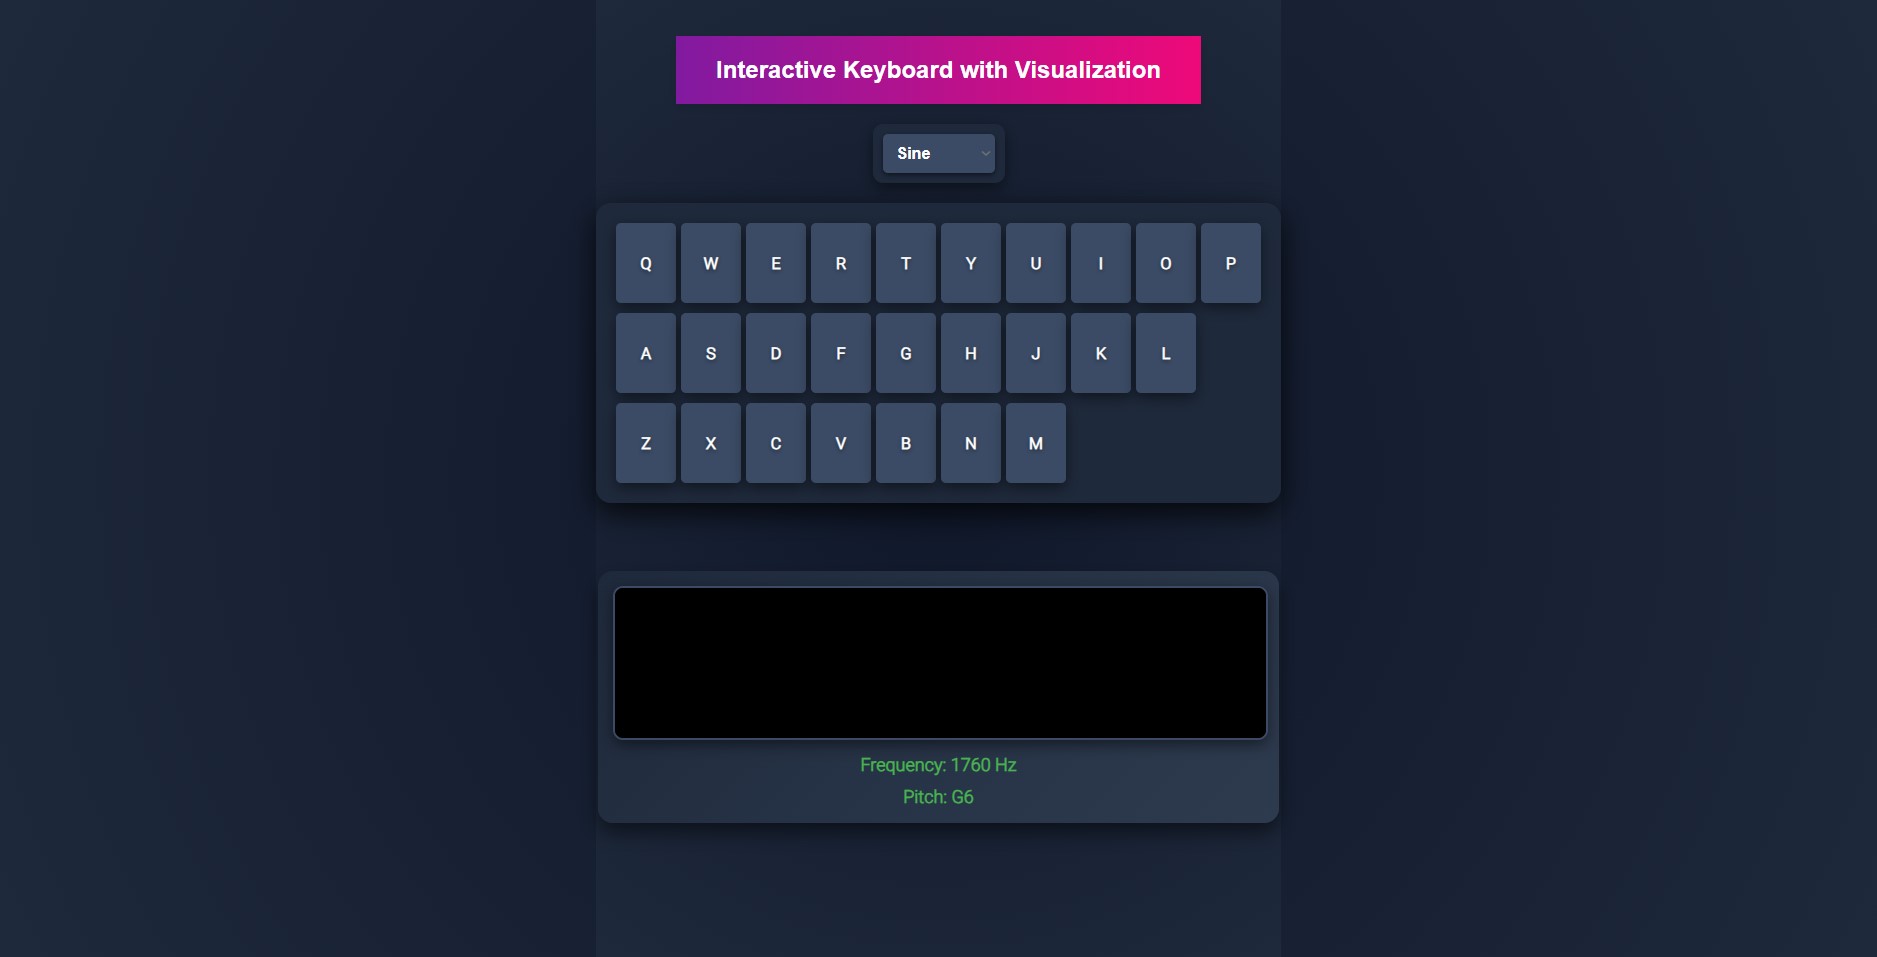 Interactive Keyboard with Visualization
Sine
Q W E R T Y U I O P
A S D F G H J K L
Z X C V B N M
Frequency: 1760 Hz
Pitch: G6